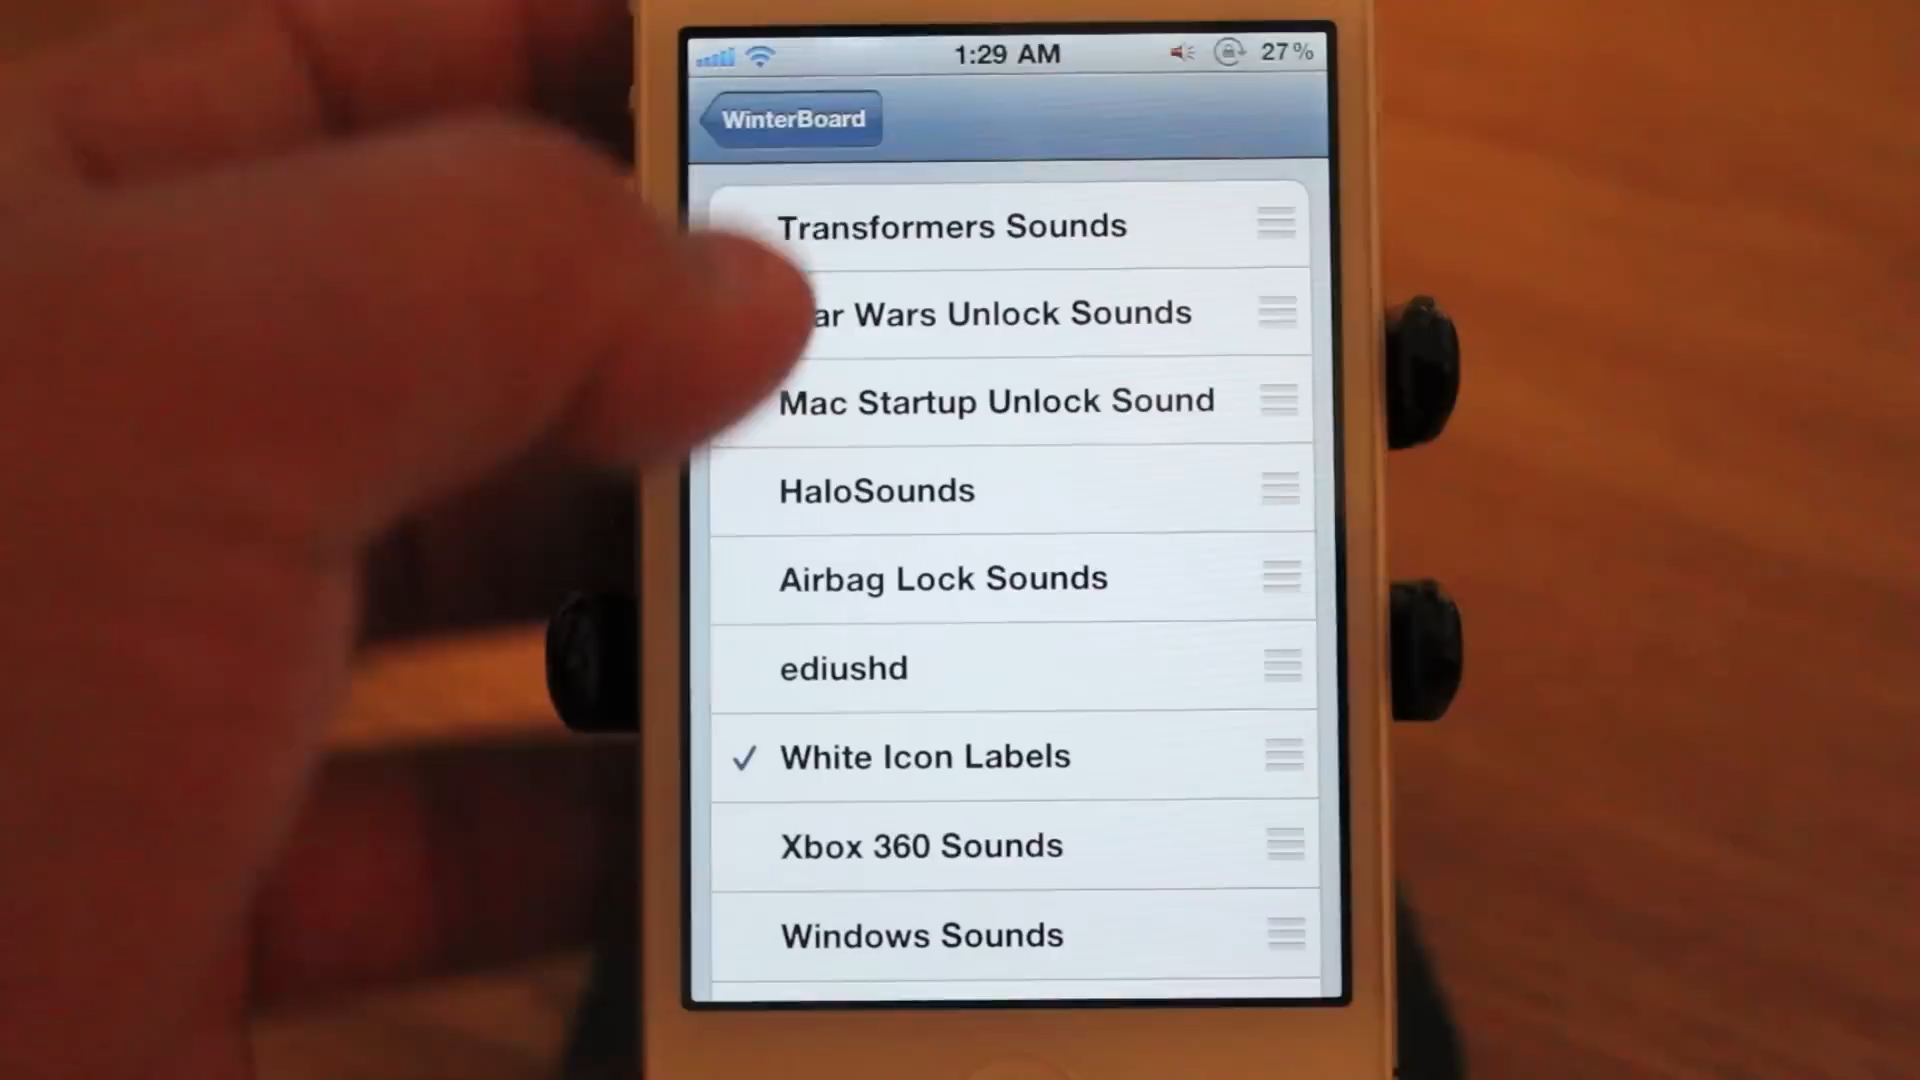 1:29 AM
27%
WinterBoard
Transformers Sounds
ar Wars Unlock Sounds
Mac Startup Unlock Sound
HaloSounds
Airbag Lock Sounds
ediushd
White Icon Labels
Xbox 360 Sounds
Windows Sounds